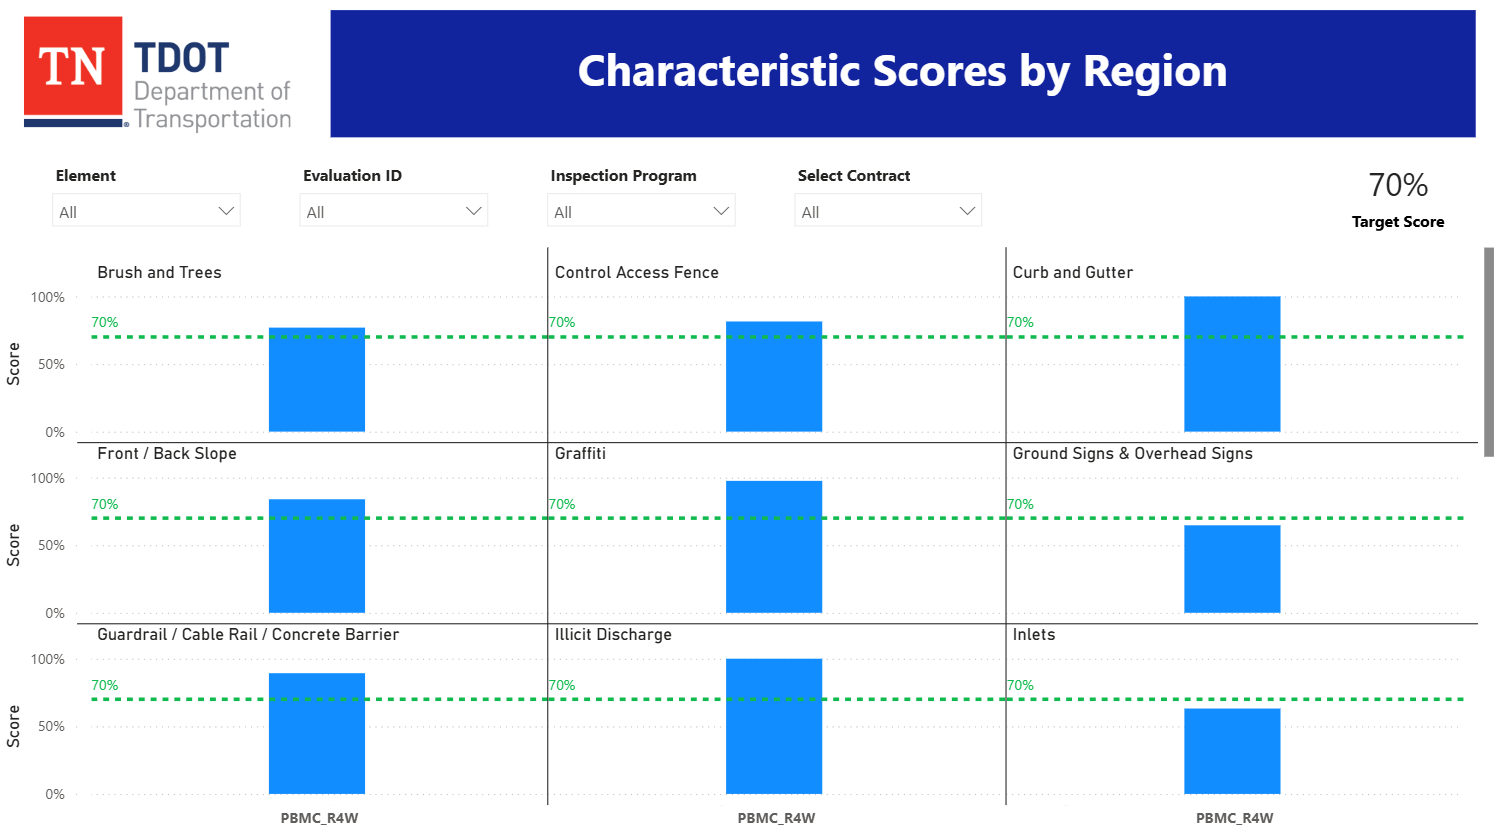 TN
TDOT
Department of
Transportation
®
Characteristic Scores by Region
Element
Evaluation ID
Inspection Program
Select Contract
All
All
All
All
70%
Target Score
Brush and Trees
Control Access Fence
Curb and Gutter
100%
70%
70%
70%
50%
0%
Score
Front / Back Slope
Graffiti
Ground Signs & Overhead Signs
100%
70%
70%
70%
50%
0%
Score
Guardrail / Cable Rail / Concrete Barrier
Illicit Discharge
Inlets
100%
70%
70%
70%
50%
0%
Score
PBMC_R4W
PBMC_R4W
PBMC_R4W